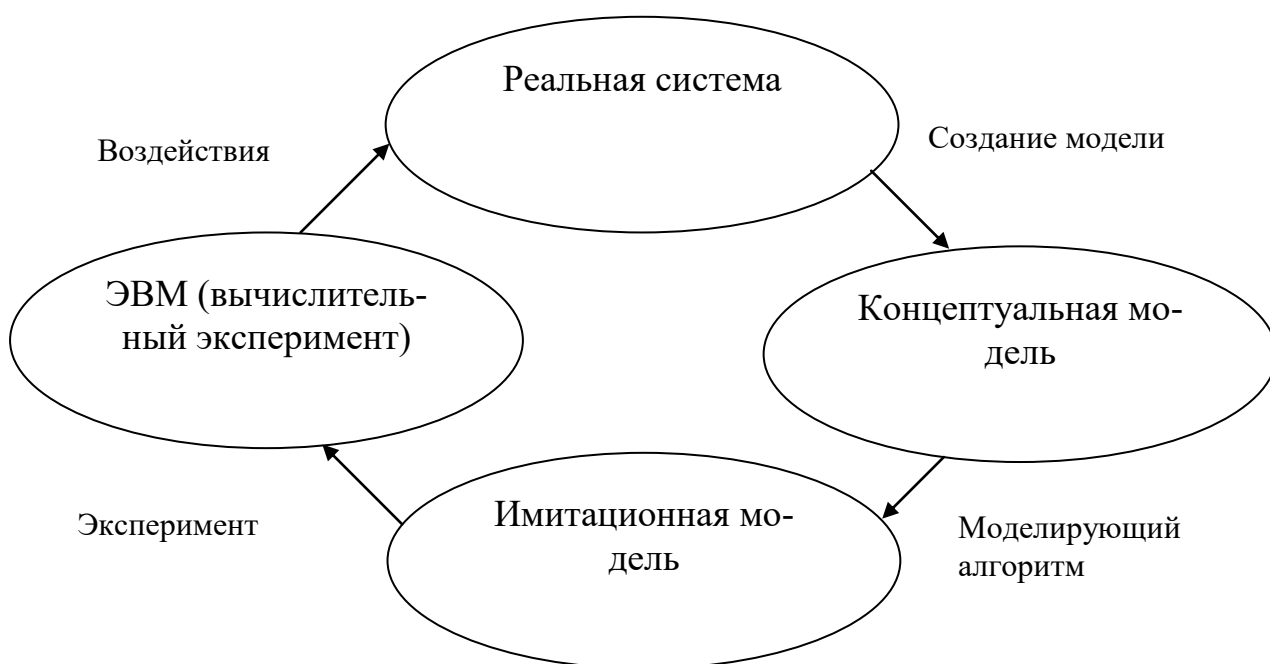 Реальная система
Воздействия
Создание модели
ЭВМ (вычислитель-
ный эксперимент)
Концептуальная мо-
дель
Имитационная мо-
дель
Эксперимент
Моделирующий
алгоритм